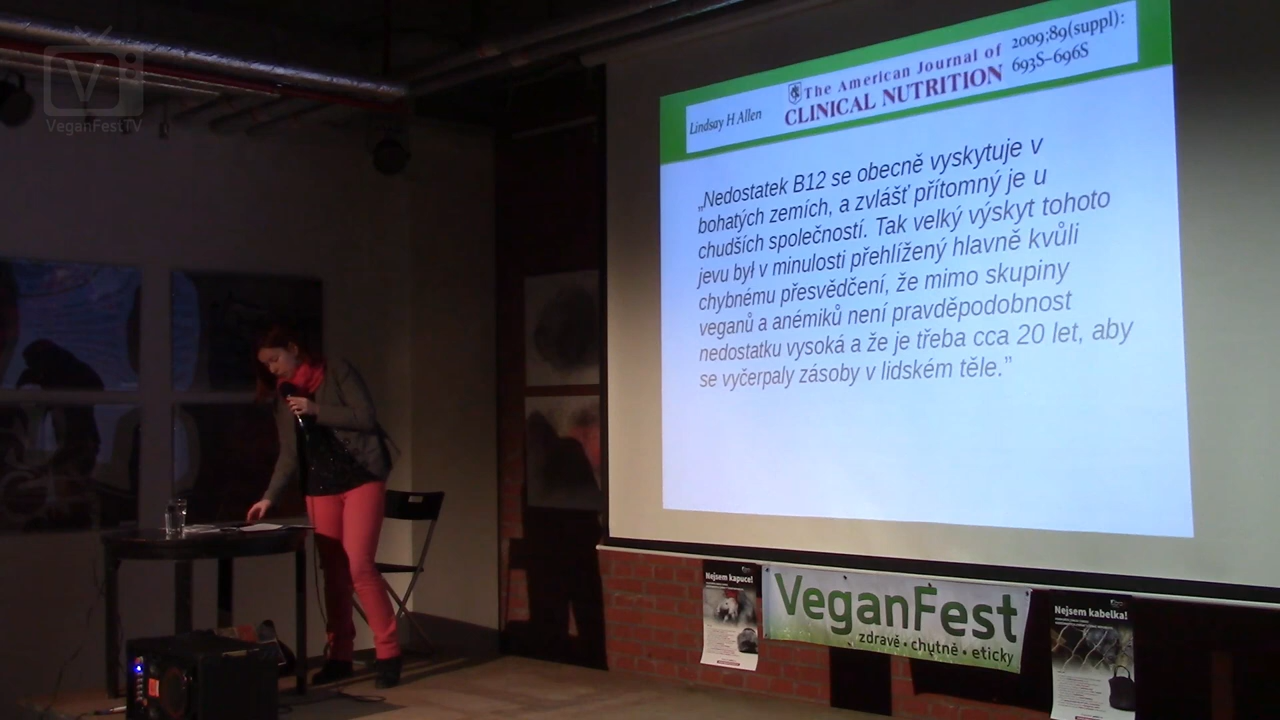 V
VeganFestTV
Lindsay H Allen
The American Journal of
CLINICAL NUTRITION
2009;89(suppl):
693S–696S
„Nedostatek B12 se obecně vyskytuje v
bohatých zemích, a zvlášť přítomný je u
chudších společností. Tak velký výskyt tohoto
jevu był v minulosti přehlížený hlavně kvůli
chybnému přesvědčení, že mimo skupiny
veganů a anémiků není pravděpodobnost
nedostatku vysoká a že je třeba cca 20 let, aby
se vyčerpaly zásoby v lidském těle.”
Nejsem kapuce!
VeganFest
zdravě • chutně • eticky
Nejsem kabelka!